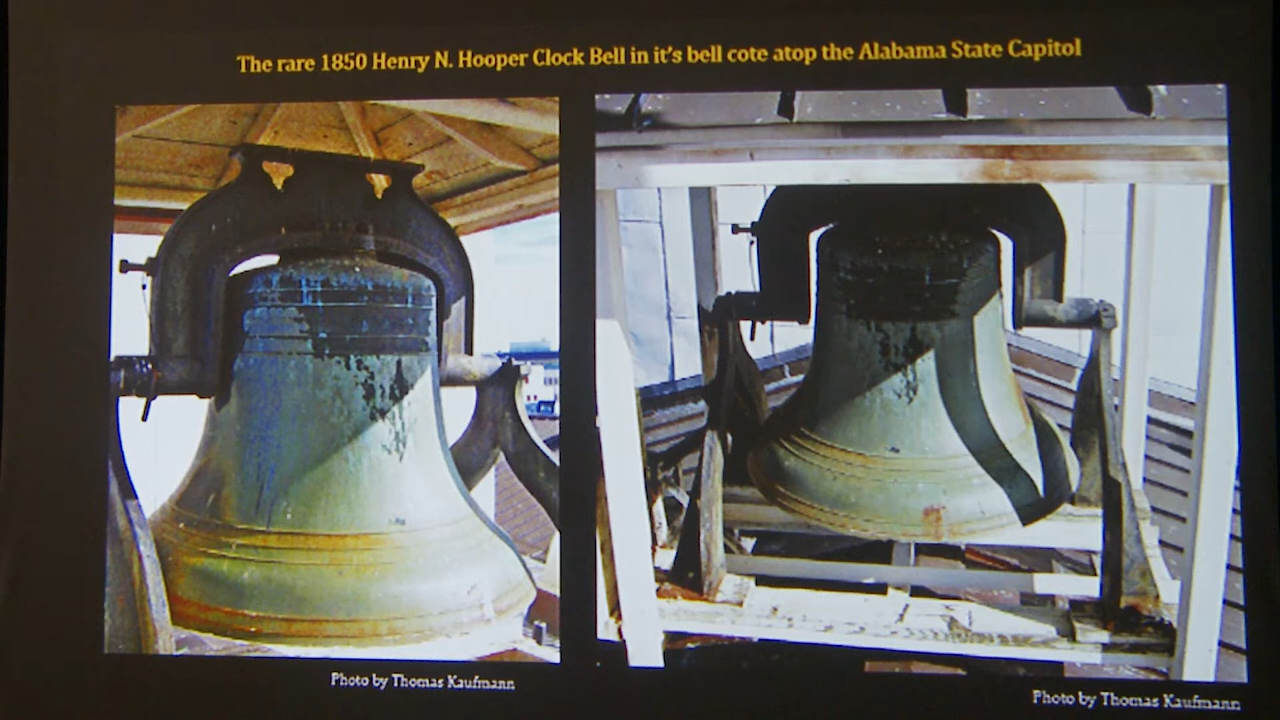 The rare 1850 Henry N. Hooper Clock Bell in it's bell cote atop the Alabama State Capitol
Photo by Thomas Kaufmann
Photo by Thomas Kaufmann